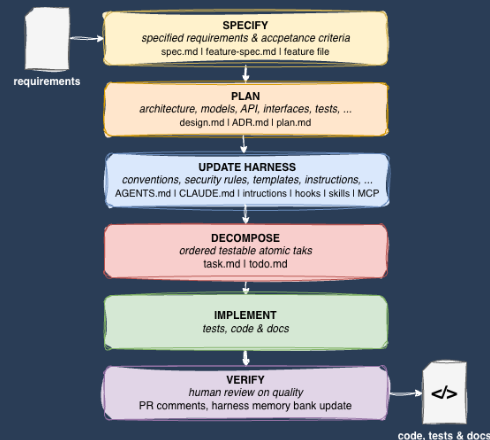 SPECIFY
specified requirements & accpetance criteria
spec.md | feature-spec.md | feature file
requirements
PLAN
architecture, models, API, interfaces, tests, ...
design.md | ADR.md | plan.md
UPDATE HARNESS
conventions, security rules, templates, instructions, ...
AGENTS.md | CLAUDE.md | intructions | hooks | skills | MCP
DECOMPOSE
ordered testable atomic taks
task.md | todo.md
IMPLEMENT
tests, code & docs
VERIFY
human review on quality
PR comments, harness memory bank update
</>
code, tests & docs